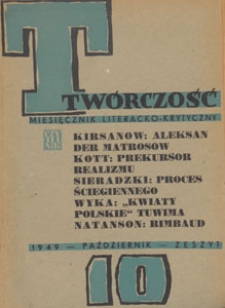 TWÓRCZOŚĆ
MIESIĘCZNIK LITERACKO-KRYTYCZNY
KIRSANOW: ALEKSAN
DER MATROSOW
KOTT: PREKURSOR
REALIZMU
SIERADZKI: PROCES
ŚCIEGIENNEGO
WYKA: „KWIATY
POLSKIE" TUWIMA
NATANSON: RIMBAUD
1949 — PAŹDZIERNIK — ZESZYT
10